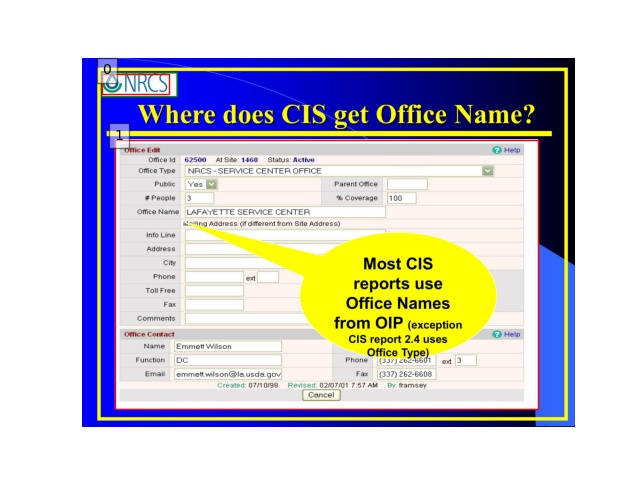 0
NRCS
Where does CIS get Office Name?
1
Office Edit Help
Office Id 62500 At Site: 1468 Status: Active
Office Type NRCS - SERVICE CENTER OFFICE
Public Yes Parent Office
# People 3 % Coverage 100
Office Name LAFAYETTE SERVICE CENTER
Mailing Address (if different from Site Address)
Info Line
Address
City
Phone ext
Toll Free
Fax
Comments
Most CIS
reports use
Office Names
from OIP (exception
CIS report 2.4 uses
Office Type)
Office Contact Help
Name Emmett Wilson
Function DC Phone (337) 262-6601 ext 3
Email emmett.wilson@la.usda.gov Fax (337) 262-6608
Created: 07/10/98 Revised: 02/07/01 7:57 AM By: framsey
Cancel